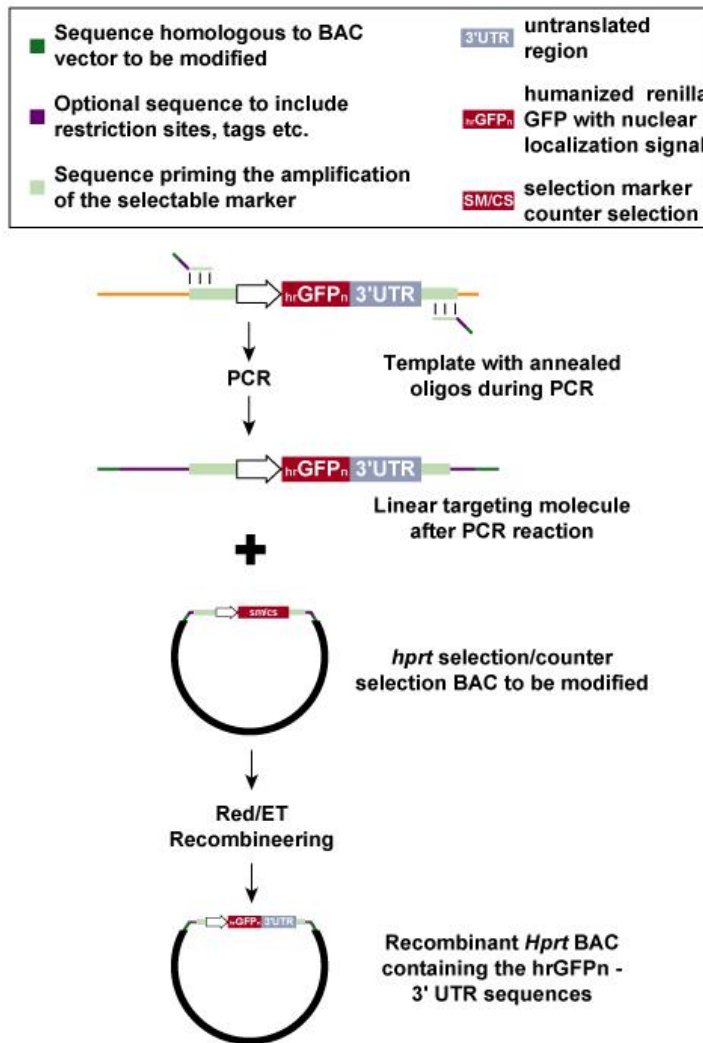 Sequence homologous to BAC
vector to be modified
Optional sequence to include
restriction sites, tags etc.
Sequence priming the amplification
of the selectable marker
3'UTR
untranslated
region
hrGFPn
humanized renilla
GFP with nuclear
localization signal
SM/CS
selection marker
counter selection
hrGFPn 3'UTR
Template with annealed
oligos during PCR
PCR
hrGFPn 3'UTR
Linear targeting molecule
after PCR reaction
+
sm/cs
hprt selection/counter
selection BAC to be modified
Red/ET
Recombineering
hrGFPn 3'UTR
Recombinant Hprt BAC
containing the hrGFPn -
3' UTR sequences